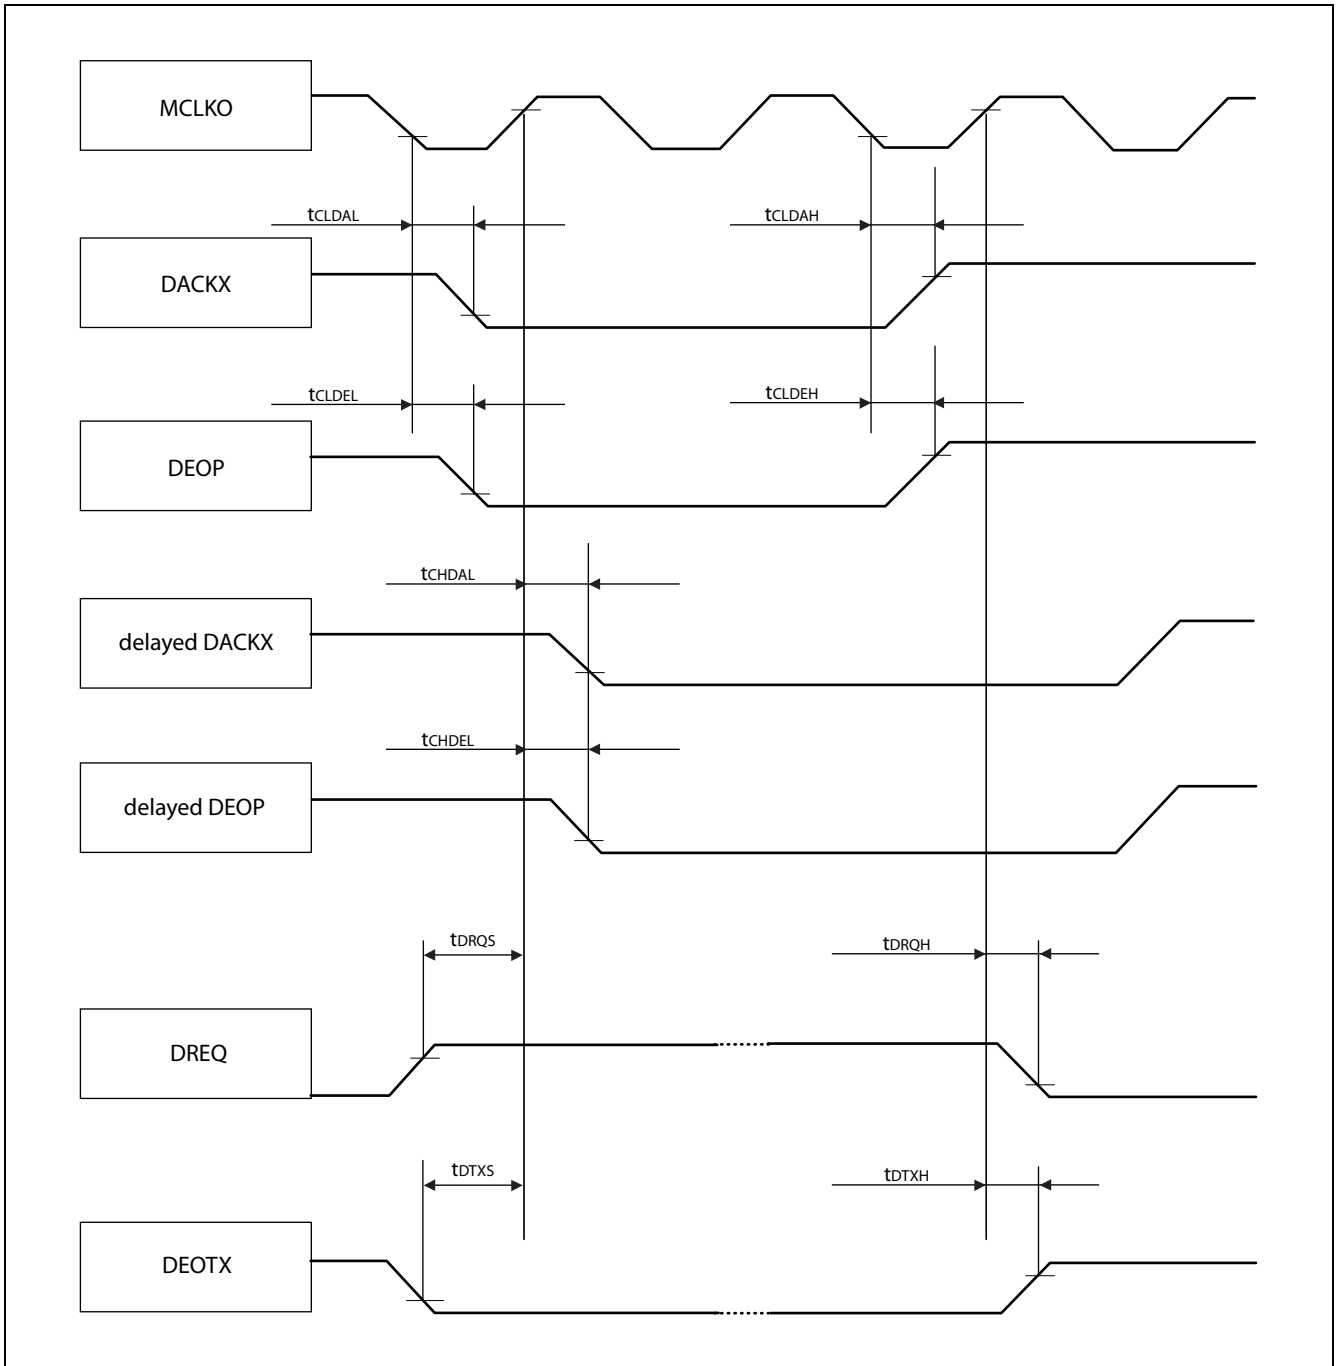 MCLKO
tCLDAL
tCLDAH
DACKX
tCLDEL
tCLDEH
DEOP
tCHDAL
delayed DACKX
tCHDEL
delayed DEOP
tDRQS
tDRQH
DREQ
tDTXS
tDTXH
DEOTX